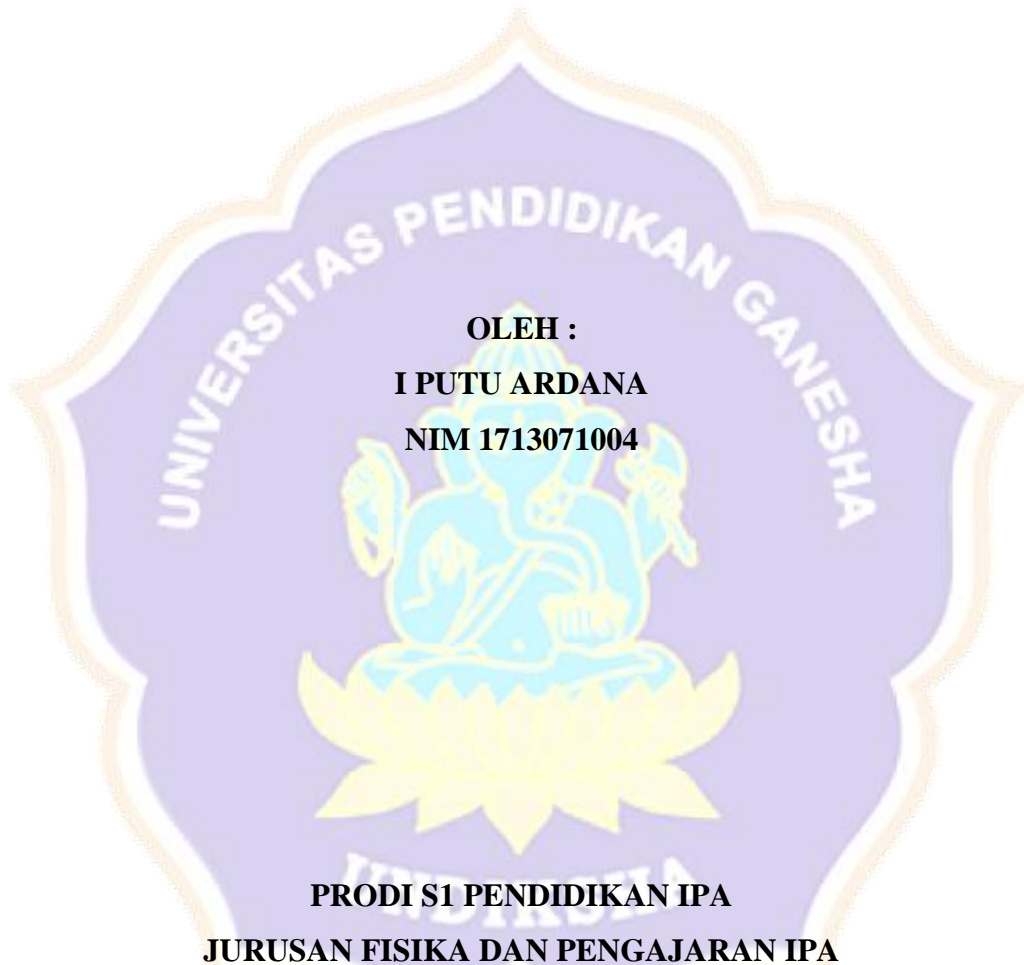 UNIVERSITAS PENDIDIKAN GANESHA
OLEH :
I PUTU ARDANA
NIM 1713071004
UNDIKSHA
PRODI S1 PENDIDIKAN IPA
JURUSAN FISIKA DAN PENGAJARAN IPA